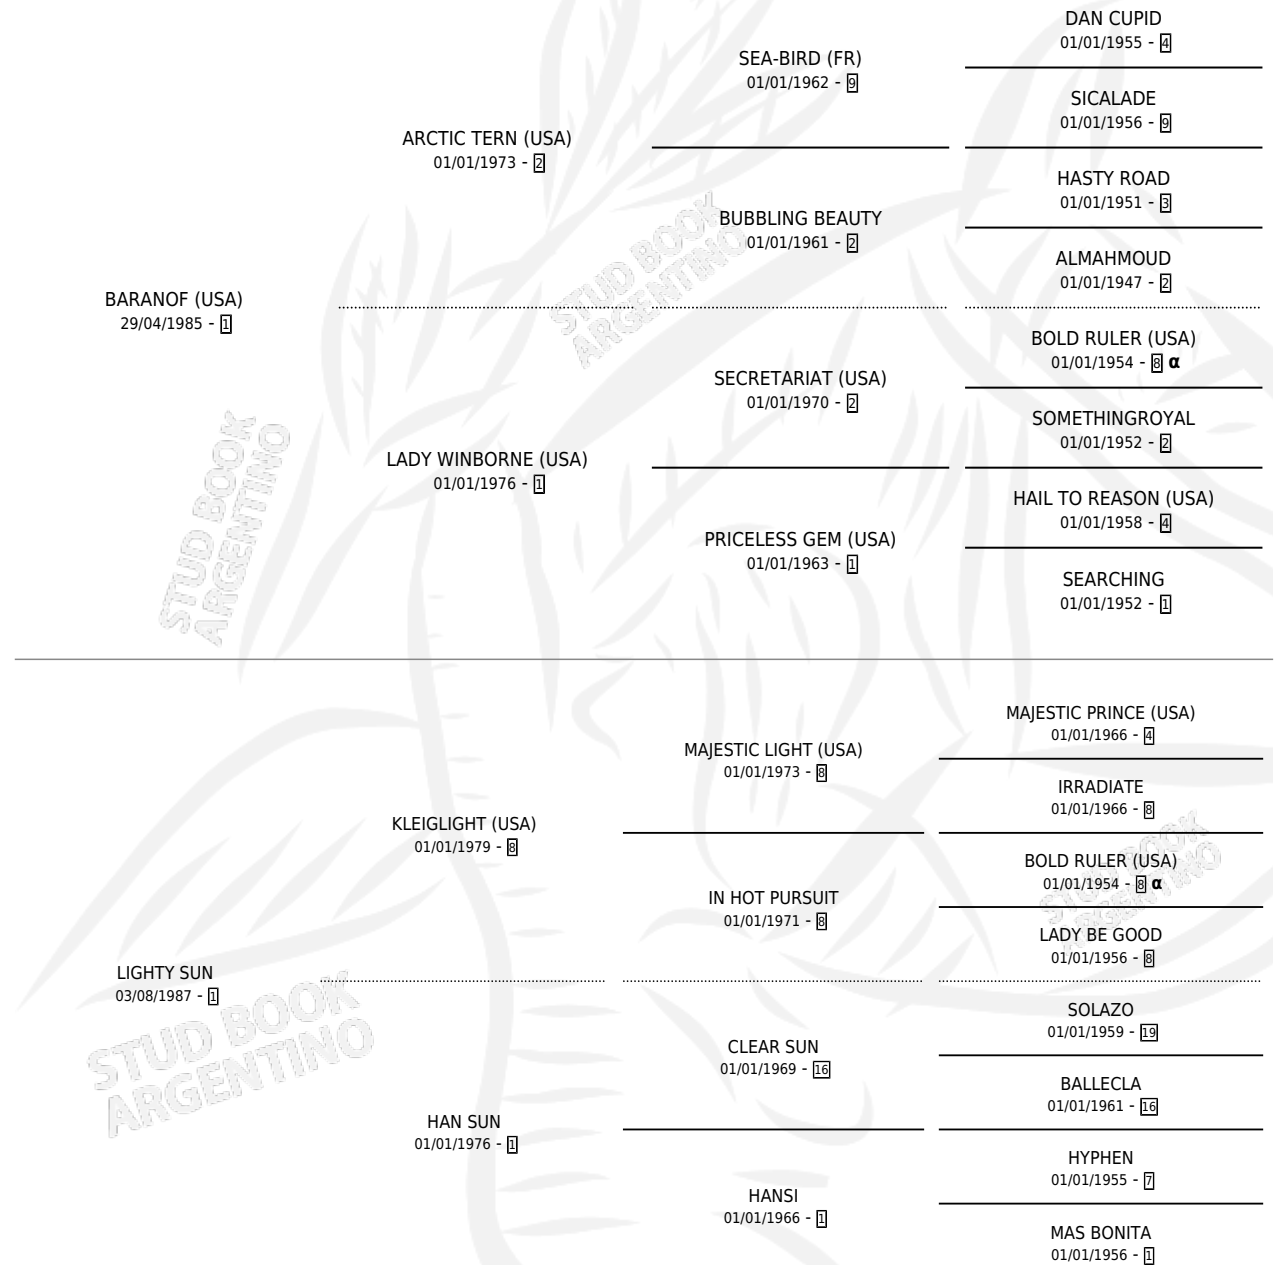 DAN CUPID
01/01/1955 - 4
SEA-BIRD (FR)
01/01/1962 - 9
SICALADE
01/01/1956 - 9
ARCTIC TERN (USA)
01/01/1973 - 2
HASTY ROAD
01/01/1951 - 3
BUBBLING BEAUTY
01/01/1961 - 2
ALMAHMOUD
01/01/1947 - 2
BARANOF (USA)
29/04/1985 - 1
BOLD RULER (USA)
01/01/1954 - 8 α
SECRETARIAT (USA)
01/01/1970 - 2
SOMETHINGROYAL
01/01/1952 - 2
LADY WINBORNE (USA)
01/01/1976 - 1
HAIL TO REASON (USA)
01/01/1958 - 4
PRICELESS GEM (USA)
01/01/1963 - 1
SEARCHING
01/01/1952 - 1
MAJESTIC PRINCE (USA)
01/01/1966 - 4
MAJESTIC LIGHT (USA)
01/01/1973 - 8
IRRADIATE
01/01/1966 - 8
KLEIGLIGHT (USA)
01/01/1979 - 8
BOLD RULER (USA)
01/01/1954 - 8 α
IN HOT PURSUIT
01/01/1971 - 8
LADY BE GOOD
01/01/1956 - 8
LIGHTY SUN
03/08/1987 - 1
SOLAZO
01/01/1959 - 19
CLEAR SUN
01/01/1969 - 16
BALLECLA
01/01/1961 - 16
HAN SUN
01/01/1976 - 1
HYPHEN
01/01/1955 - 7
HANSI
01/01/1966 - 1
MAS BONITA
01/01/1956 - 1
STUD BOOK
ARGENTINO
STUD BOOK
ARGENTINO
STUD BOOK
ARGENTINO
STUD BOOK
ARGENTINO